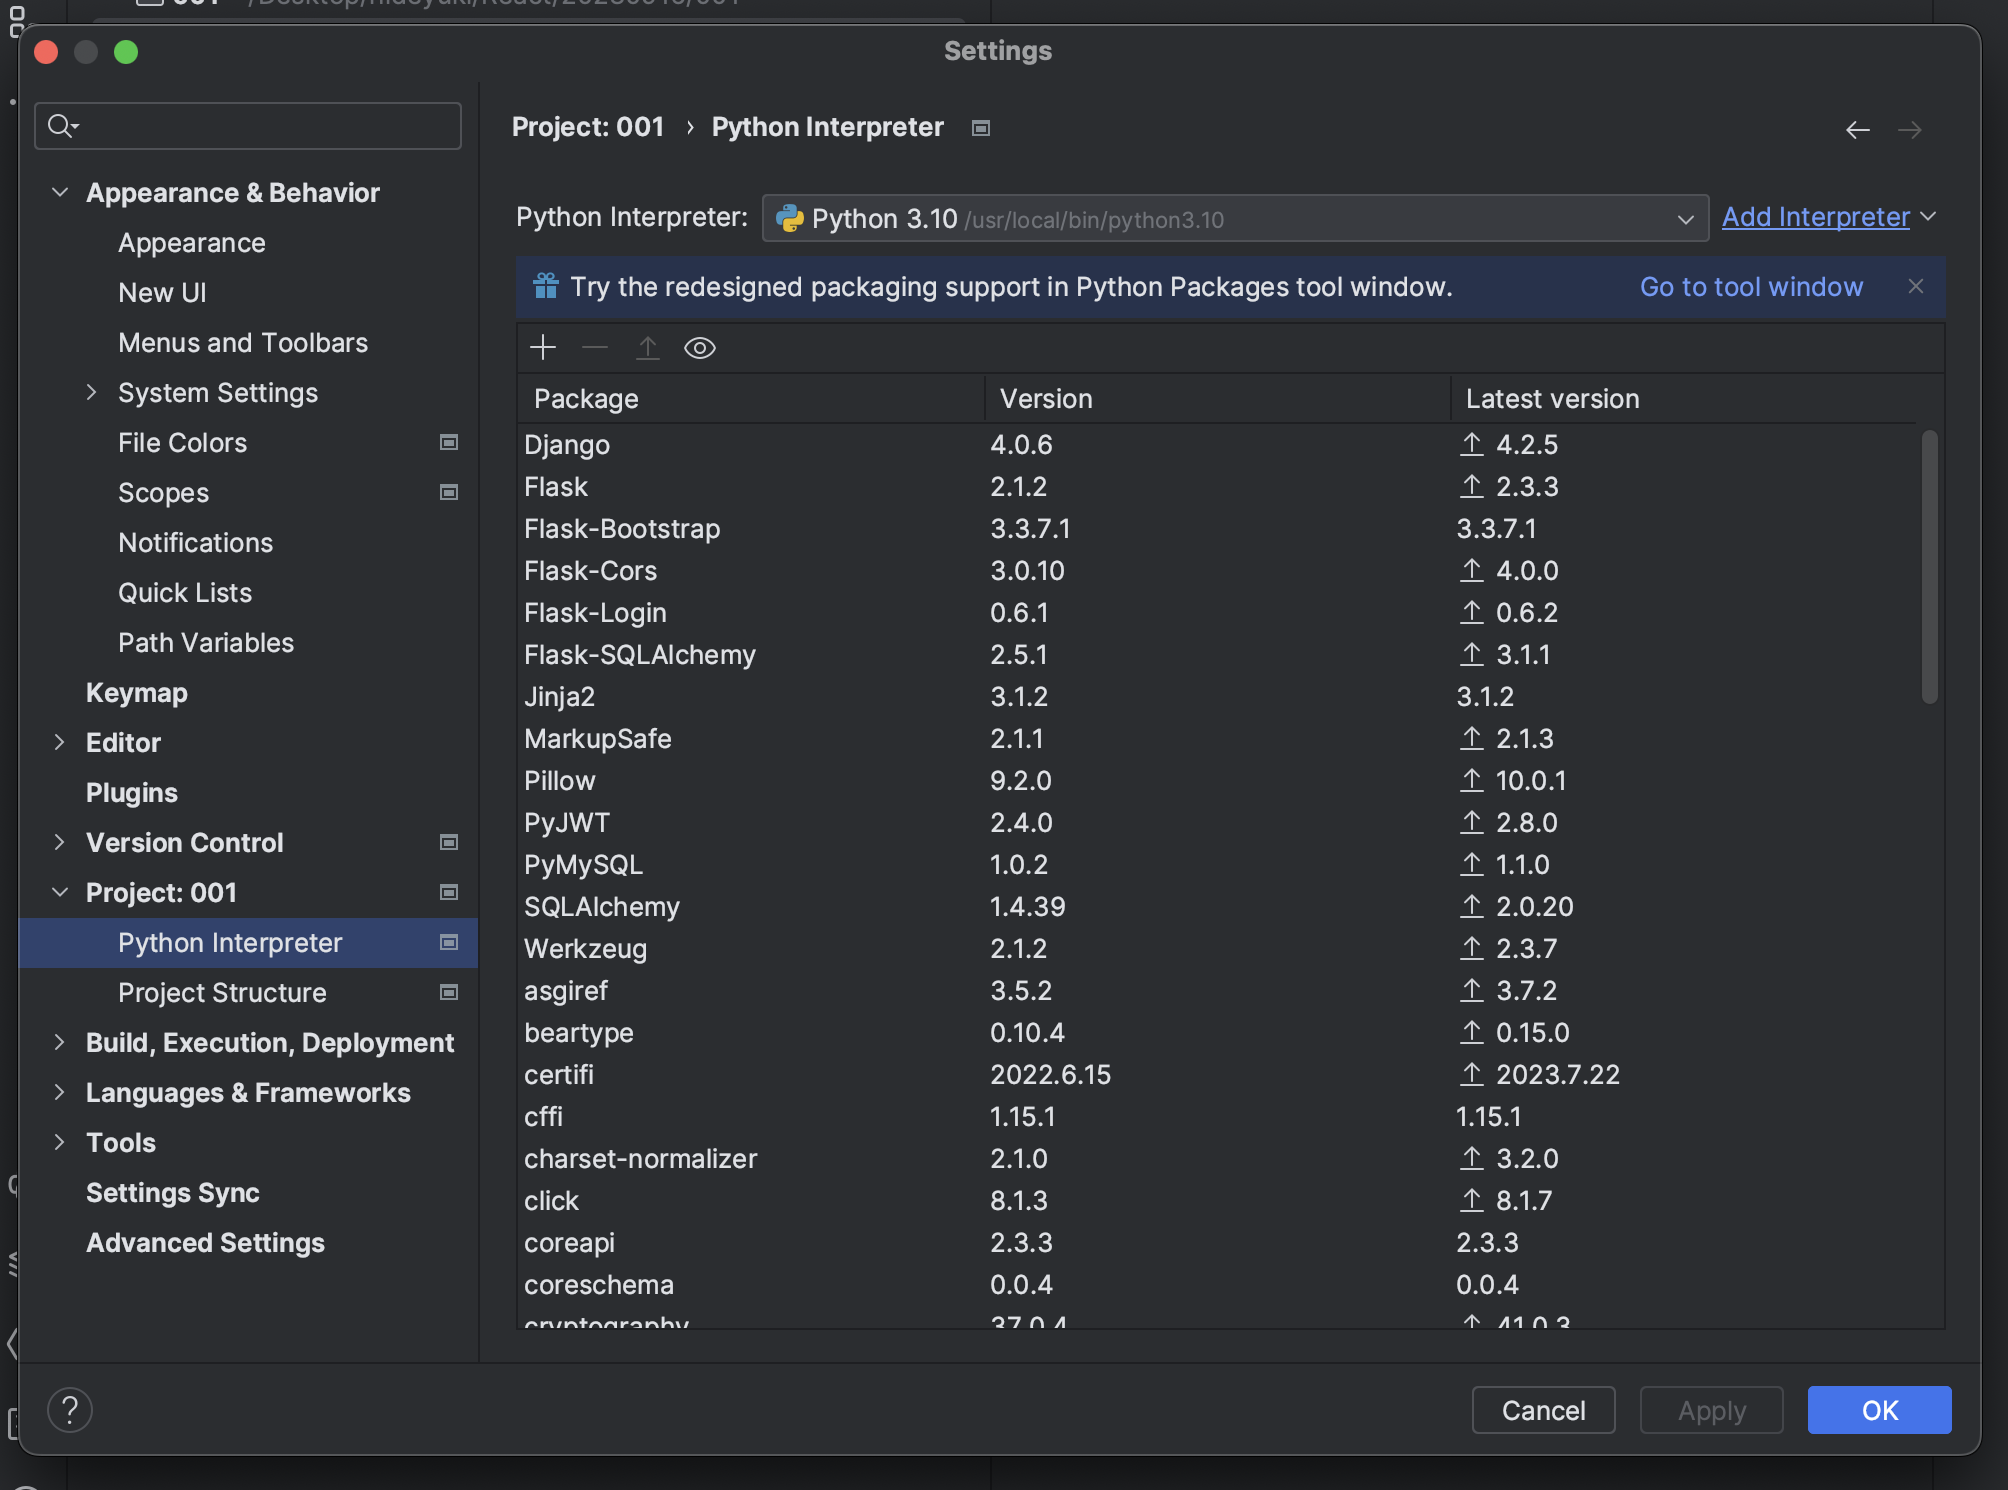 Settings
Project: 001 › Python Interpreter
Appearance & Behavior
Appearance
New UI
Menus and Toolbars
System Settings
File Colors
Scopes
Notifications
Quick Lists
Path Variables
Keymap
Editor
Plugins
Version Control
Project: 001
Python Interpreter
Project Structure
Build, Execution, Deployment
Languages & Frameworks
Tools
Settings Sync
Advanced Settings
Python Interpreter: Python 3.10 /usr/local/bin/python3.10 Add Interpreter
Try the redesigned packaging support in Python Packages tool window. Go to tool window
Package Version Latest version
Django 4.0.6 4.2.5
Flask 2.1.2 2.3.3
Flask-Bootstrap 3.3.7.1 3.3.7.1
Flask-Cors 3.0.10 4.0.0
Flask-Login 0.6.1 0.6.2
Flask-SQLAlchemy 2.5.1 3.1.1
Jinja2 3.1.2 3.1.2
MarkupSafe 2.1.1 2.1.3
Pillow 9.2.0 10.0.1
PyJWT 2.4.0 2.8.0
PyMySQL 1.0.2 1.1.0
SQLAlchemy 1.4.39 2.0.20
Werkzeug 2.1.2 2.3.7
asgiref 3.5.2 3.7.2
beartype 0.10.4 0.15.0
certifi 2022.6.15 2023.7.22
cffi 1.15.1 1.15.1
charset-normalizer 2.1.0 3.2.0
click 8.1.3 8.1.7
coreapi 2.3.3 2.3.3
coreschema 0.0.4 0.0.4
cryptography 37.0.4 41.0.3
? Cancel Apply OK